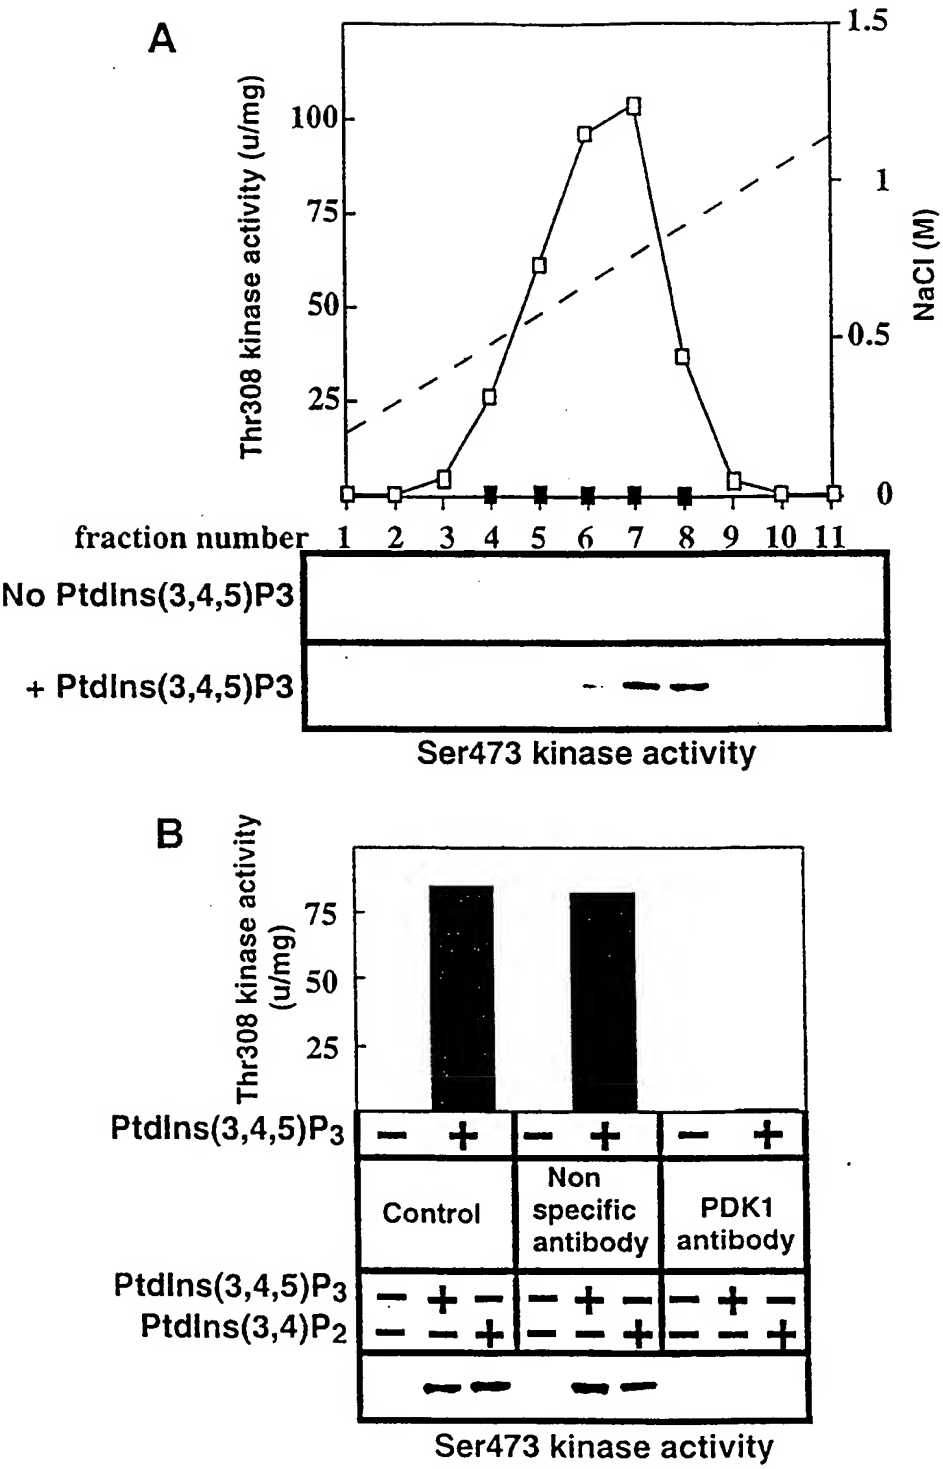 A
Thr308 kinase activity (u/mg)
100
75
50
25
1.5
1
0.5
0
NaCl (M)
fraction number 1 2 3 4 5 6 7 8 9 10 11
No PtdIns(3,4,5)P3
+ PtdIns(3,4,5)P3
Ser473 kinase activity
B
Thr308 kinase activity
(u/mg)
75
50
25
PtdIns(3,4,5)P3 − + − + − +
Control
Non
specific
antibody
PDK1
antibody
PtdIns(3,4,5)P3 − + − − + − − + −
PtdIns(3,4)P2 − − + − − + − − +
Ser473 kinase activity